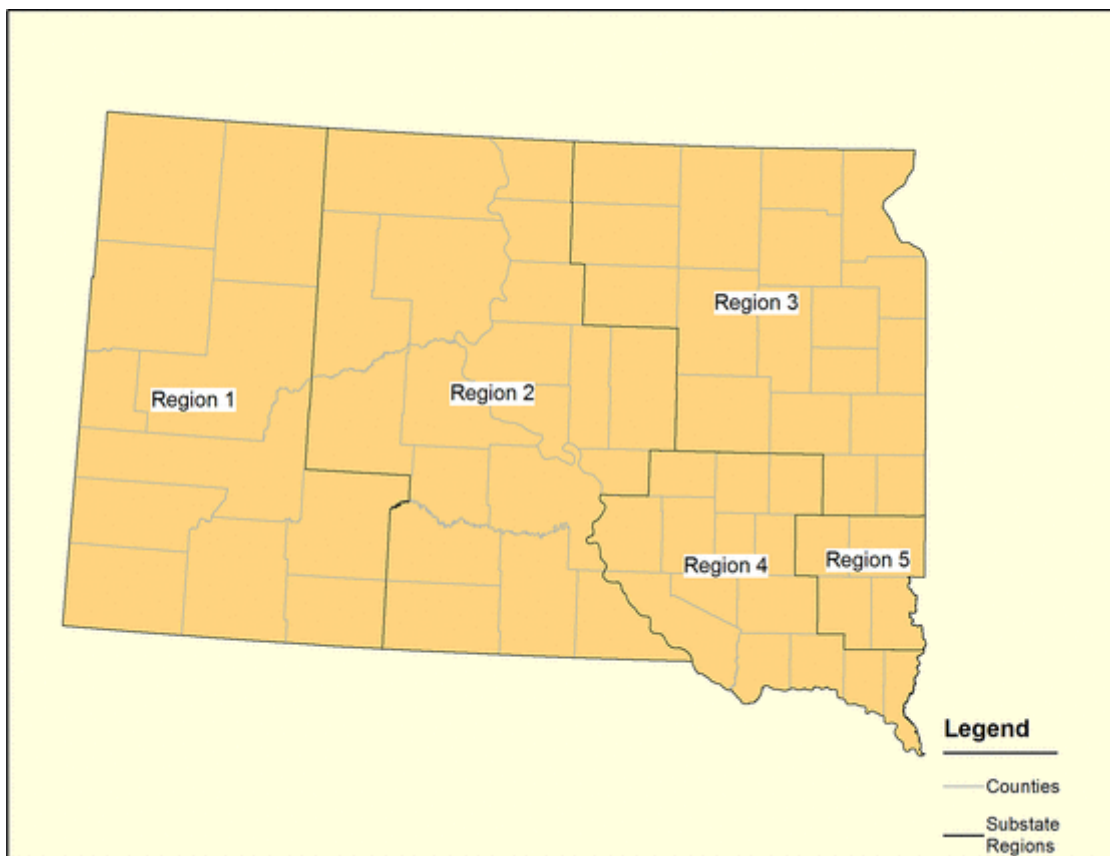 Region 3
Region 1
Region 2
Region 4
Region 5
Legend
Counties
Substate
Regions